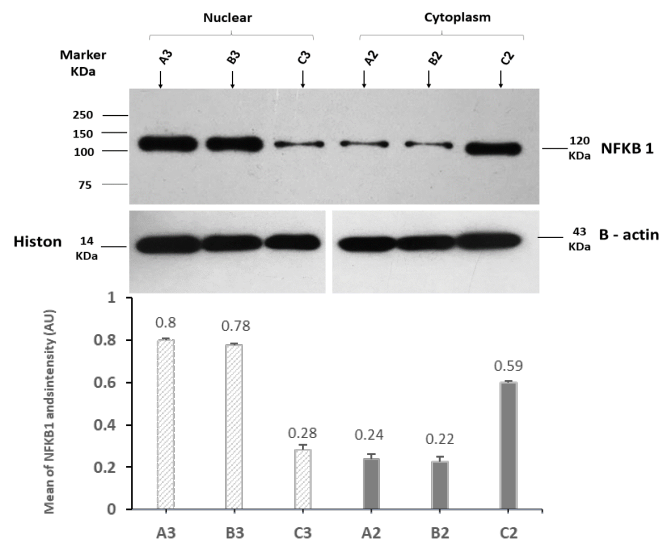 Nuclear Cytoplasm
Marker
KDa
A3 B3 C3 A2 B2 C2
250
150
100
75
120
KDa
NFKB 1
Histon
14
KDa
43
KDa
B - actin
Mean of NFKB1 andsintensity (AU)
1
0.8
0.6
0.4
0.2
0
0.8
0.78
0.28
0.24
0.22
0.59
A3 B3 C3 A2 B2 C2